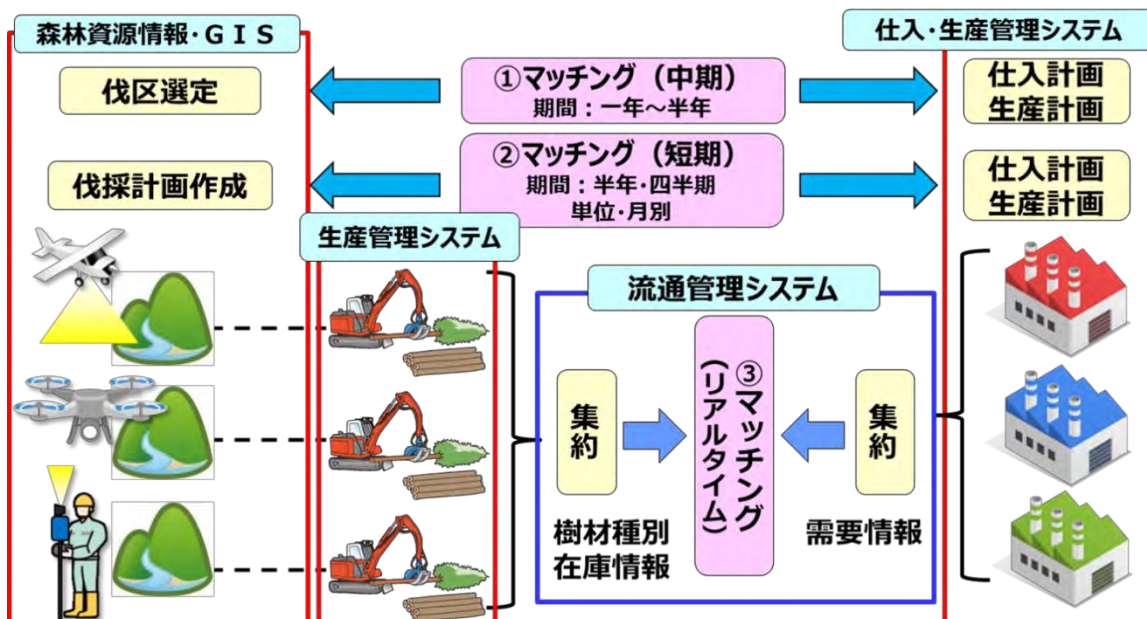 森林資源情報・GIS
仕入・生産管理システム
伐区選定
①マッチング（中期）
期間：一年～半年
仕入計画
生産計画
伐採計画作成
②マッチング（短期）
期間：半年・四半期
単位・月別
仕入計画
生産計画
生産管理システム
流通管理システム
集約
③マッチング
（リアルタイム）
集約
樹材種別
在庫情報
需要情報